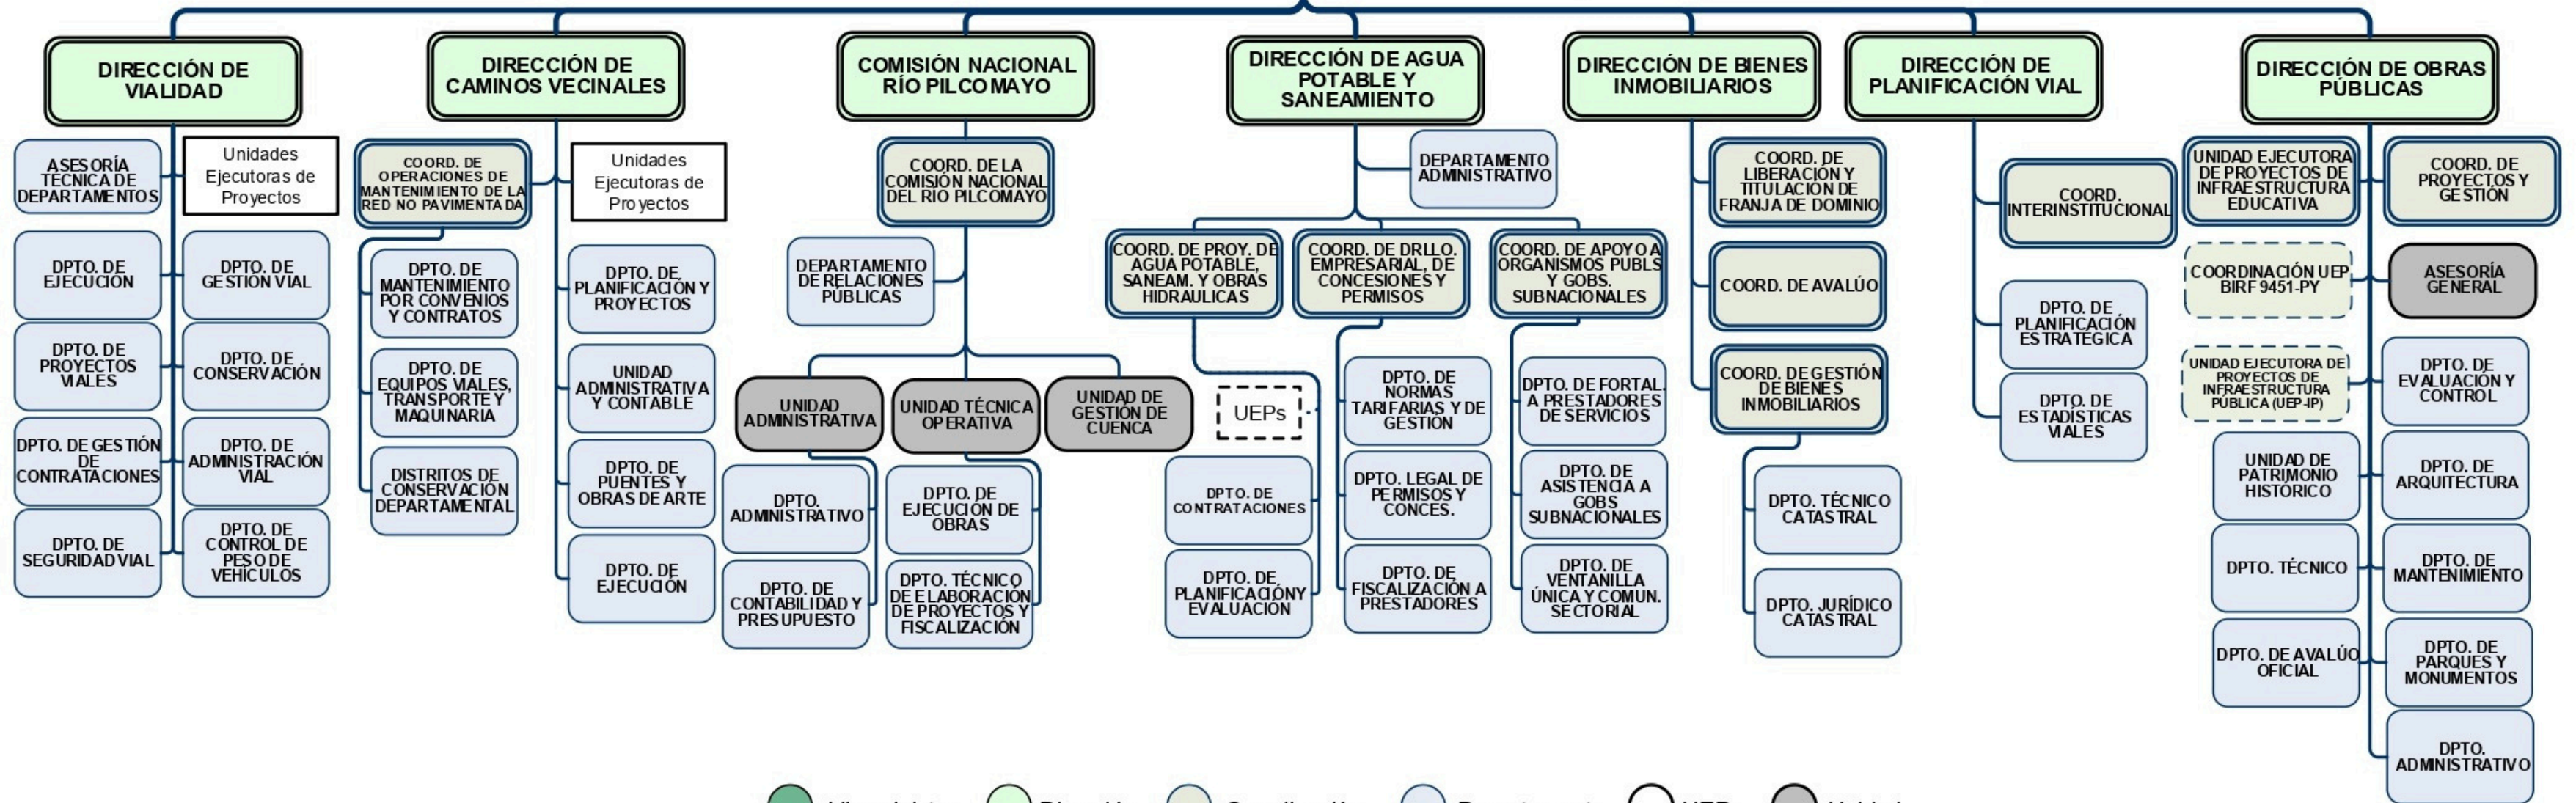 DIRECCIÓN DE
VIALIDAD
ASESORÍA
TÉCNICA DE
DEPARTAMENTOS
Unidades
Ejecutoras de
Proyectos
DPTO. DE
EJECUCIÓN
DPTO. DE
GESTIÓN VIAL
DPTO. DE
PROYECTOS
VIALES
DPTO. DE
CONSERVACIÓN
DPTO. DE GESTIÓN
DE
CONTRATACIONES
DPTO. DE
ADMINISTRACIÓN
VIAL
DPTO. DE
SEGURIDAD VIAL
DPTO. DE
CONTROL DE
PESO DE
VEHÍCULOS
DIRECCIÓN DE
CAMINOS VECINALES
COORD. DE
OPERACIONES DE
MANTENIMIENTO DE LA
RED NO PAVIMENTADA
Unidades
Ejecutoras de
Proyectos
DPTO. DE
MANTENIMIENTO
POR CONVENIOS
Y CONTRATOS
DPTO. DE
EQUIPOS VIALES,
TRANSPORTE Y
MAQUINARIA
DISTRITOS DE
CONSERVACIÓN
DEPARTAMENTAL
DPTO. DE
PLANIFICACIÓN Y
PROYECTOS
UNIDAD
ADMINISTRATIVA
Y CONTABLE
DPTO. DE
PUENTES Y
OBRAS DE ARTE
DPTO. DE
EJECUCIÓN
COMISIÓN NACIONAL
RÍO PILCOMAYO
COORD. DE LA
COMISIÓN NACIONAL
DEL RÍO PILCOMAYO
DEPARTAMENTO
DE RELACIONES
PÚBLICAS
UNIDAD
ADMINISTRATIVA
UNIDAD TÉCNICA
OPERATIVA
UNIDAD DE
GESTIÓN DE
CUENCA
DPTO.
ADMINISTRATIVO
DPTO. DE
CONTABILIDAD Y
PRESUPUESTO
DPTO. DE
EJECUCIÓN DE
OBRAS
DPTO. TÉCNICO
DE ELABORACIÓN
DE PROYECTOS Y
FISCALIZACIÓN
DIRECCIÓN DE AGUA
POTABLE Y
SANEAMIENTO
DEPARTAMENTO
ADMINISTRATIVO
COORD. DE PROY. DE
AGUA POTABLE,
SANEAM. Y OBRAS
HIDRAULICAS
COORD. DE DRLLO.
EMPRESARIAL, DE
CONCESIONES Y
PERMISOS
COORD. DE APOYO A
ORGANISMOS PUBLS
Y GOBS.
SUBNACIONALES
UEPs
DPTO. DE
CONTRATACIONES
DPTO. DE
PLANIFICACIÓN Y
EVALUACIÓN
DPTO. DE
NORMAS
TARIFARIAS Y DE
GESTIÓN
DPTO. LEGAL DE
PERMISOS Y
CONCES.
DPTO. DE
FISCALIZACIÓN A
PRESTADORES
DPTO. DE FORTAL.
A PRESTADORES
DE SERVICIOS
DPTO. DE
ASISTENCIA A
GOBS
SUBNACIONALES
DPTO. DE
VENTANILLA
ÚNICA Y COMUN.
SECTORIAL
DIRECCIÓN DE BIENES
INMOBILIARIOS
COORD. DE
LIBERACIÓN Y
TITULACIÓN DE
FRANJA DE DOMINIO
COORD. DE AVALÚO
COORD. DE GESTIÓN
DE BIENES
INMOBILIARIOS
DPTO. TÉCNICO
CATASTRAL
DPTO. JURÍDICO
CATASTRAL
DIRECCIÓN DE
PLANIFICACIÓN VIAL
COORD.
INTERINSTITUCIONAL
DPTO. DE
PLANIFICACIÓN
ESTRATÉGICA
DPTO. DE
ESTADÍSTICAS
VIALES
DIRECCIÓN DE OBRAS
PÚBLICAS
UNIDAD EJECUTORA
DE PROYECTOS DE
INFRAESTRUCTURA
EDUCATIVA
COORD. DE
PROYECTOS Y
GESTIÓN
COORDINACIÓN UEP
BIRF 9451-PY
ASESORÍA
GENERAL
UNIDAD EJECUTORA DE
PROYECTOS DE
INFRAESTRUCTURA
PÚBLICA (UEP-IP)
DPTO. DE
EVALUACIÓN Y
CONTROL
UNIDAD DE
PATRIMONIO
HISTÓRICO
DPTO. DE
ARQUITECTURA
DPTO. TÉCNICO
DPTO. DE
MANTENIMIENTO
DPTO. DE AVALÚO
OFICIAL
DPTO. DE
PARQUES Y
MONUMENTOS
DPTO.
ADMINISTRATIVO